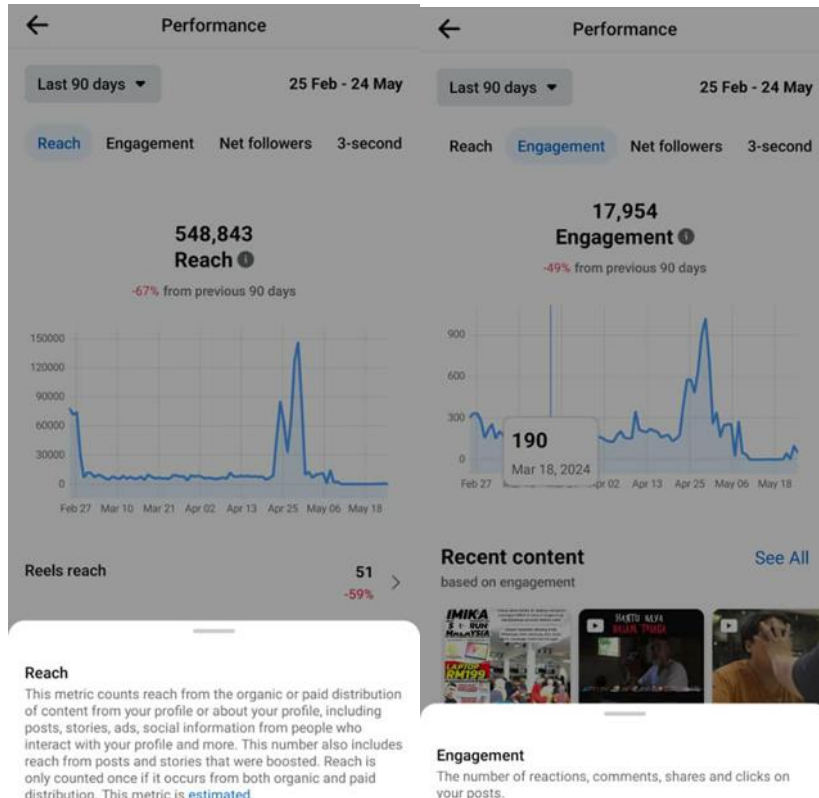 Performance
Last 90 days
25 Feb - 24 May
Reach Engagement Net followers 3-second
548,843
Reach
-67% from previous 90 days
150000
120000
90000
60000
30000
0
Feb 27 Mar 10 Mar 21 Apr 02 Apr 13 Apr 25 May 06 May 18
Reels reach
51
-59%
Reach
This metric counts reach from the organic or paid distribution
of content from your profile or about your profile, including
posts, stories, ads, social information from people who
interact with your profile and more. This number also includes
reach from posts and stories that were boosted. Reach is
only counted once if it occurs from both organic and paid
distribution. This metric is estimated.
Performance
Last 90 days
25 Feb - 24 May
Reach Engagement Net followers 3-second
17,954
Engagement
-49% from previous 90 days
900
600
300
0
190
Mar 18, 2024
Feb 27 Apr 13 Apr 25 May 06 May 18
Recent content
See All
based on engagement
IMIKA
RUN
MALAYSIA
LAPTOP
RM199
HANTU RAYA
Engagement
The number of reactions, comments, shares and clicks on
your posts.